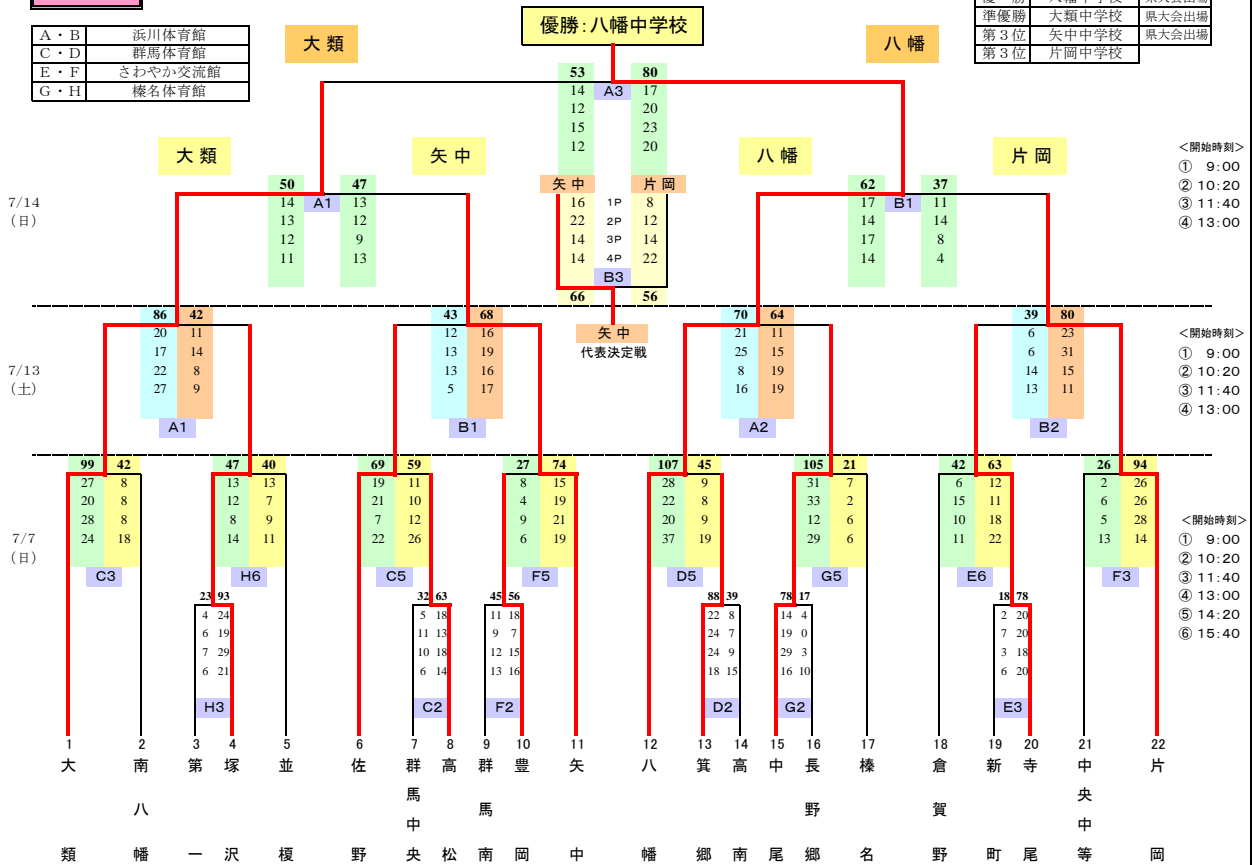 優勝:八幡中学校
準優勝 大類中学校 県大会出場
第3位 矢中中学校 県大会出場
第3位 片岡中学校
A・B 浜川体育館
C・D 群馬体育館
E・F さわやか交流館
G・H 榛名体育館
大類
八幡
53 80
14 A3 17
12 20
15 23
12 20
大類
矢中
八幡
片岡
<開始時刻>
① 9:00
② 10:20
③ 11:40
④ 13:00
7/14
(日)
50 47
14 A1 13
13 12
12 9
11 13
矢中 片岡
16 1P 8
22 2P 12
14 3P 14
14 4P 22
B3
66 56
矢中
代表決定戦
62 37
17 B1 11
14 14
17 8
14 4
7/13
(土)
86 42
20 11
17 14
22 8
27 9
A1
43 68
12 16
13 19
13 16
5 17
B1
70 64
21 11
25 15
8 19
16 19
A2
39 80
6 23
6 31
14 15
13 11
B2
<開始時刻>
① 9:00
② 10:20
③ 11:40
④ 13:00
7/7
(日)
99 42
27 8
20 8
28 8
24 18
C3
47 40
13 13
12 7
8 9
14 11
H6
69 59
19 11
21 10
7 12
22 26
C5
27 74
8 15
4 19
9 21
6 19
F5
107 45
28 9
22 8
20 9
37 19
D5
105 21
31 7
33 2
12 6
29 6
G5
42 63
6 12
15 11
10 18
11 22
E6
26 94
2 26
6 26
5 28
13 14
F3
<開始時刻>
① 9:00
② 10:20
③ 11:40
④ 13:00
⑤ 14:20
⑥ 15:40
23 93
4 24
6 19
7 29
6 21
H3
32 63
5 18
11 13
10 18
6 14
C2
45 56
11 18
9 7
12 15
13 16
F2
88 39
22 8
24 7
24 9
18 15
D2
78 17
14 4
19 0
29 3
16 10
G2
18 78
2 20
7 20
3 18
6 20
E3
1 大類
2 南八幡
3 第一
4 塚沢
5 並榎
6 佐野
7 群馬中央
8 高松
9 群馬南
10 豊岡
11 矢中
12 八幡
13 箕郷
14 高南
15 中尾
16 長野郷
17 榛名
18 倉賀野
19 新町
20 寺尾
21 中央中等
22 片岡